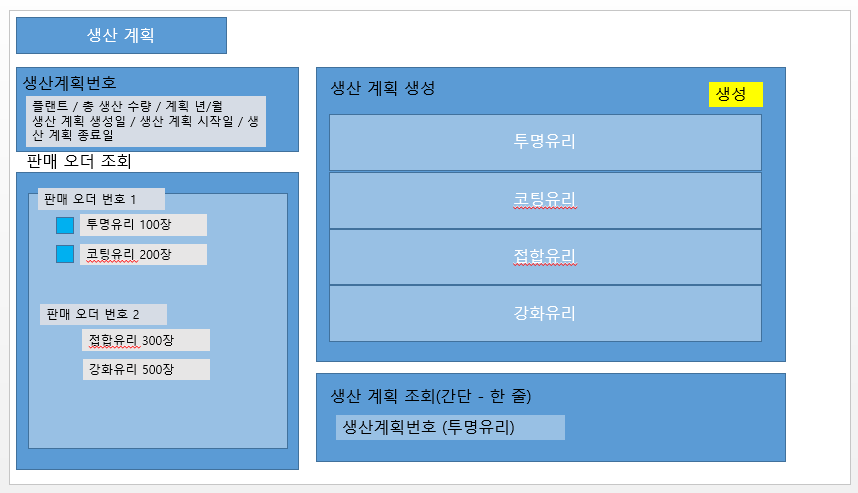 생산 계획
생산계획번호
플랜트 / 총 생산 수량 / 계획 년/월
생산 계획 생성일 / 생산 계획 시작일 / 생
산 계획 종료일
판매 오더 조회
판매 오더 번호 1
투명유리 100장
코팅유리 200장
판매 오더 번호 2
접합유리 300장
강화유리 500장
생산 계획 생성
생성
투명유리
코팅유리
접합유리
강화유리
생산 계획 조회(간단 - 한 줄)
생산계획번호 (투명유리)